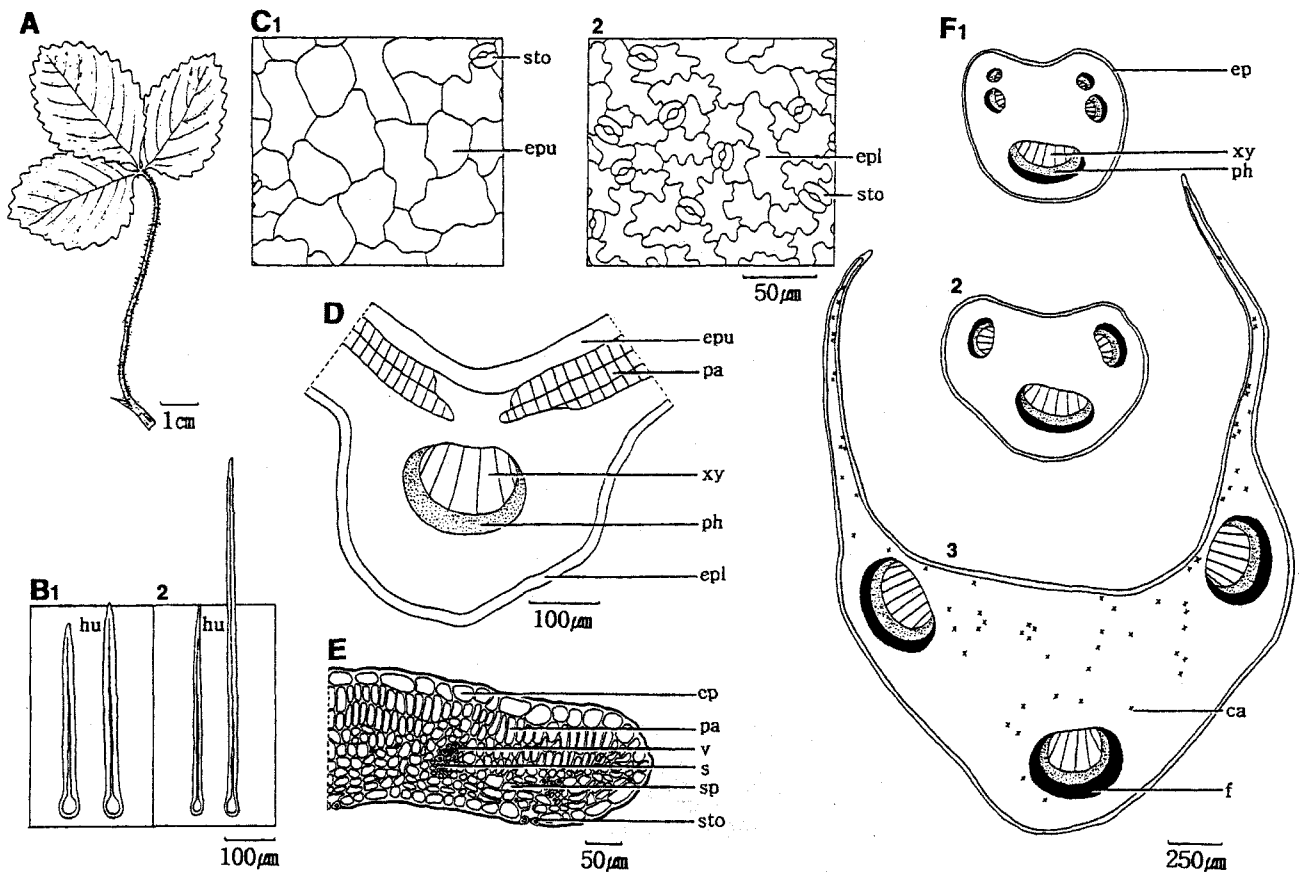 A
1cm
B1
hu
2
hu
100μm
C1
sto
epu
2
epl
sto
50μm
D
epu
pa
xy
ph
epl
100μm
E
cp
pa
v
s
sp
sto
50μm
F1
ep
xy
ph
2
3
ca
f
250μm